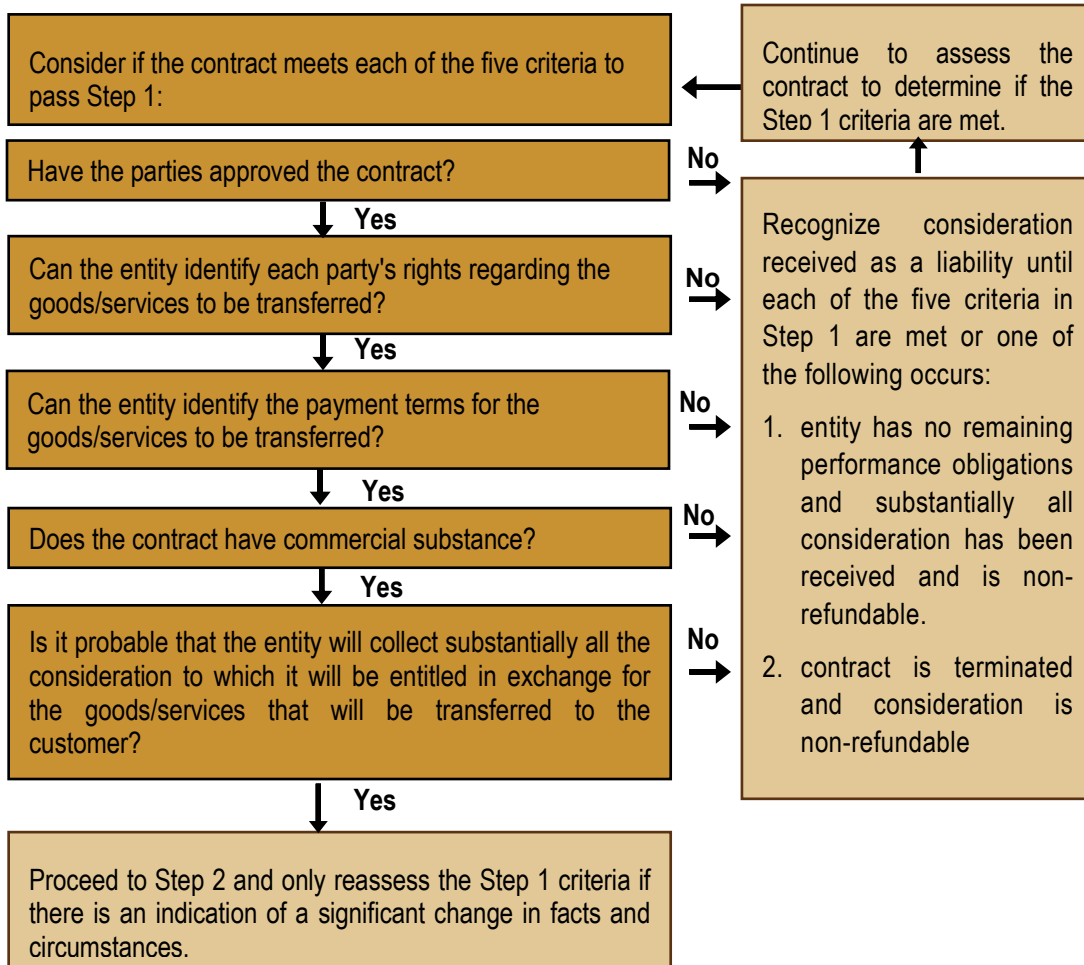 Consider if the contract meets each of the five criteria to
pass Step 1:
Continue to assess the
contract to determine if the
Step 1 criteria are met.
Have the parties approved the contract?
No
Yes
Can the entity identify each party's rights regarding the
goods/services to be transferred?
No
Yes
Can the entity identify the payment terms for the
goods/services to be transferred?
No
Yes
Does the contract have commercial substance?
No
Yes
Is it probable that the entity will collect substantially all the
consideration to which it will be entitled in exchange for
the goods/services that will be transferred to the
customer?
No
Yes
Proceed to Step 2 and only reassess the Step 1 criteria if
there is an indication of a significant change in facts and
circumstances.
Recognize consideration
received as a liability until
each of the five criteria in
Step 1 are met or one of
the following occurs:
1. entity has no remaining
performance obligations
and substantially all
consideration has been
received and is non-
refundable.
2. contract is terminated
and consideration is
non-refundable